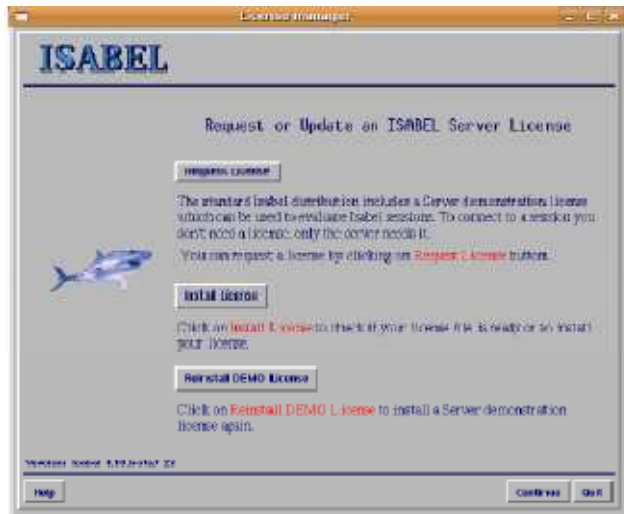 License manager
ISABEL
Request or Update an ISABEL Server License
Request License
The standard Isabel distribution includes a Server demonstration license
which can be used to evaluate Isabel sessions. To connect to a session you
don't need a license, only the server needs it.
You can request a license by clicking on Request License button.
Install License
Click on Install License to check if your license file is ready or to install
your license.
Reinstall DEMO License
Click on Reinstall DEMO License to install a Server demonstration
license again.
Version: Isabel
Help
Continue
Quit